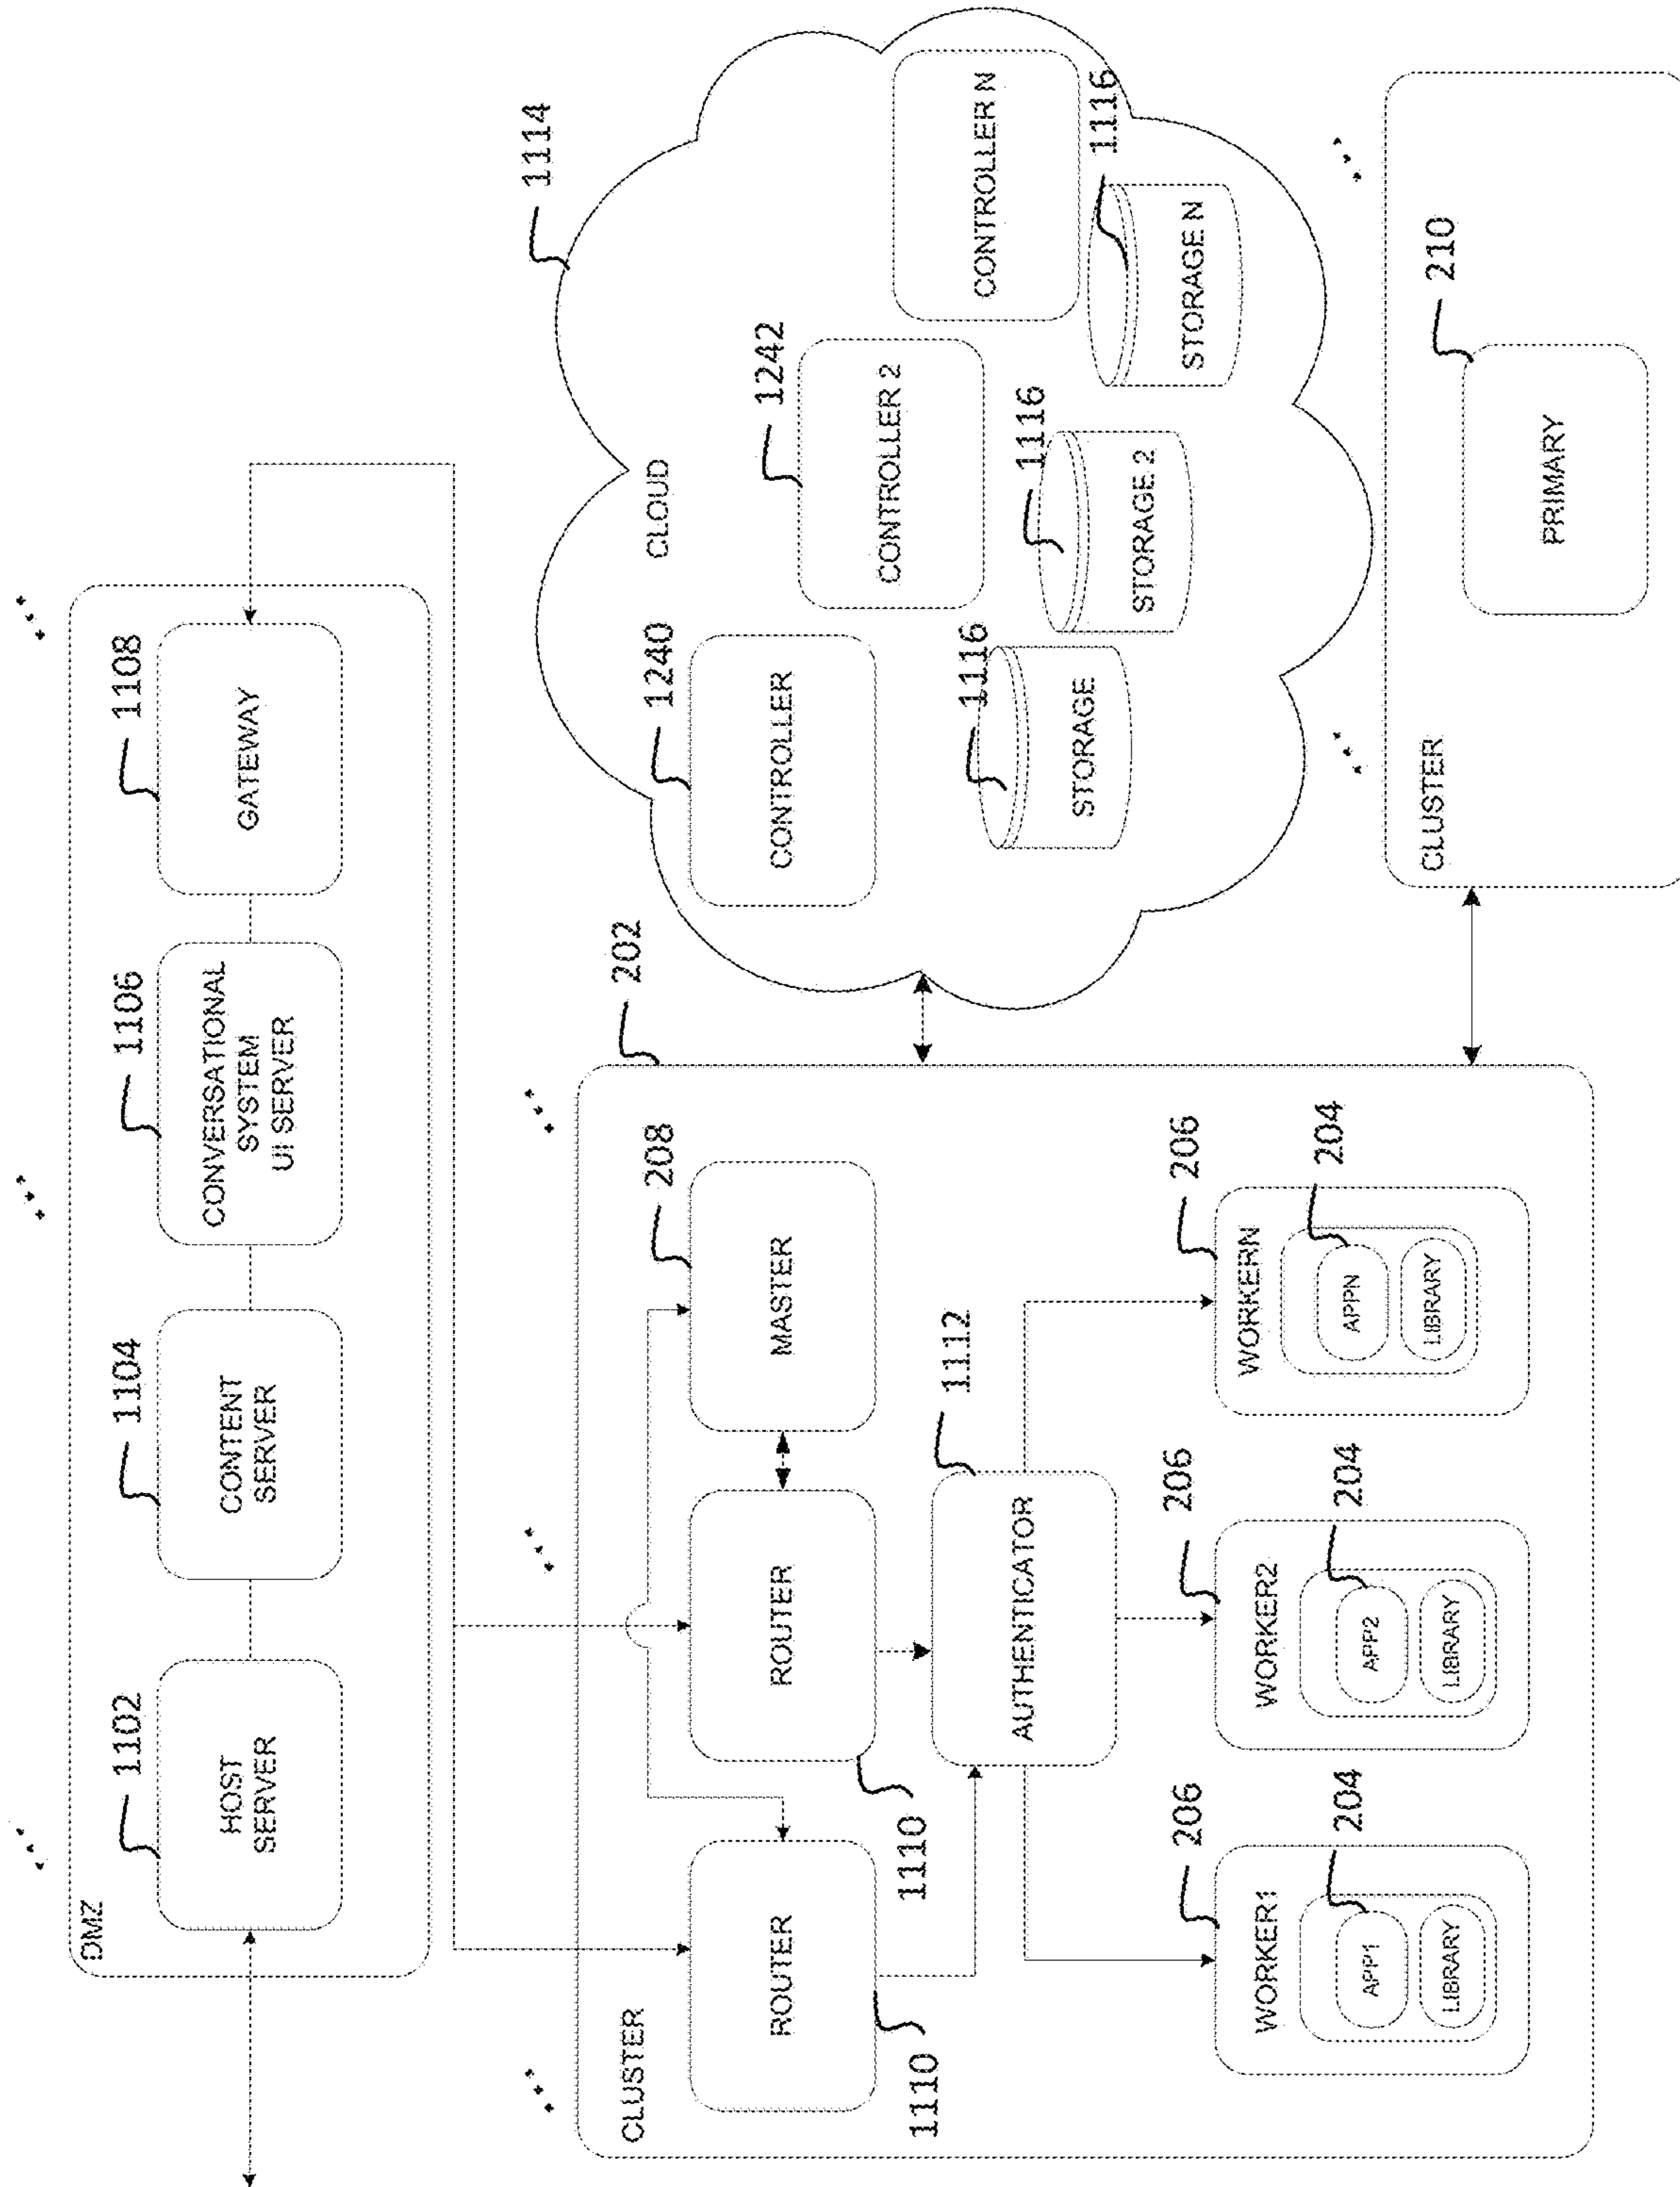 DMZ
1102
HOST
SERVER
1104
CONTENT
SERVER
1106
CONVERSATIONAL
SYSTEM
UI SERVER
1108
GATEWAY
CLUSTER
202
ROUTER
1110
ROUTER
1110
MASTER
208
AUTHENTICATOR
1112
WORKER1
206
APP1
204
LIBRARY
WORKER2
206
APP2
204
LIBRARY
WORKERN
206
APPN
204
LIBRARY
1114
CLOUD
CONTROLLER
1240
CONTROLLER 2
1242
CONTROLLER N
STORAGE
1116
STORAGE 2
1116
STORAGE N
1116
CLUSTER
PRIMARY
210